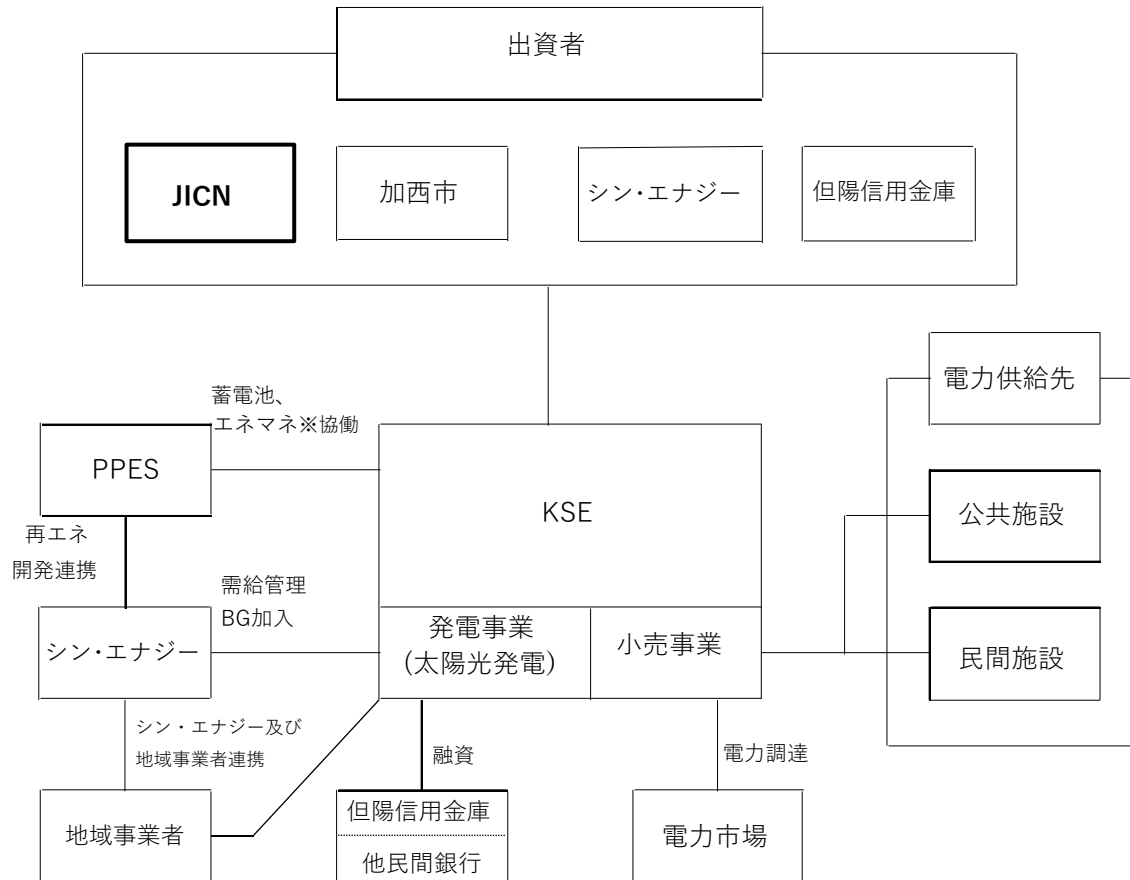 出資者
JICN
加西市
シン・エナジー
但陽信用金庫
電力供給先
蓄電池、
エネマネ※協働
PPES
KSE
公共施設
再エネ
開発連携
需給管理
BG加入
シン・エナジー
発電事業
(太陽光発電)
小売事業
民間施設
シン・エナジー及び
地域事業者連携
融資
電力調達
地域事業者
但陽信用金庫
他民間銀行
電力市場